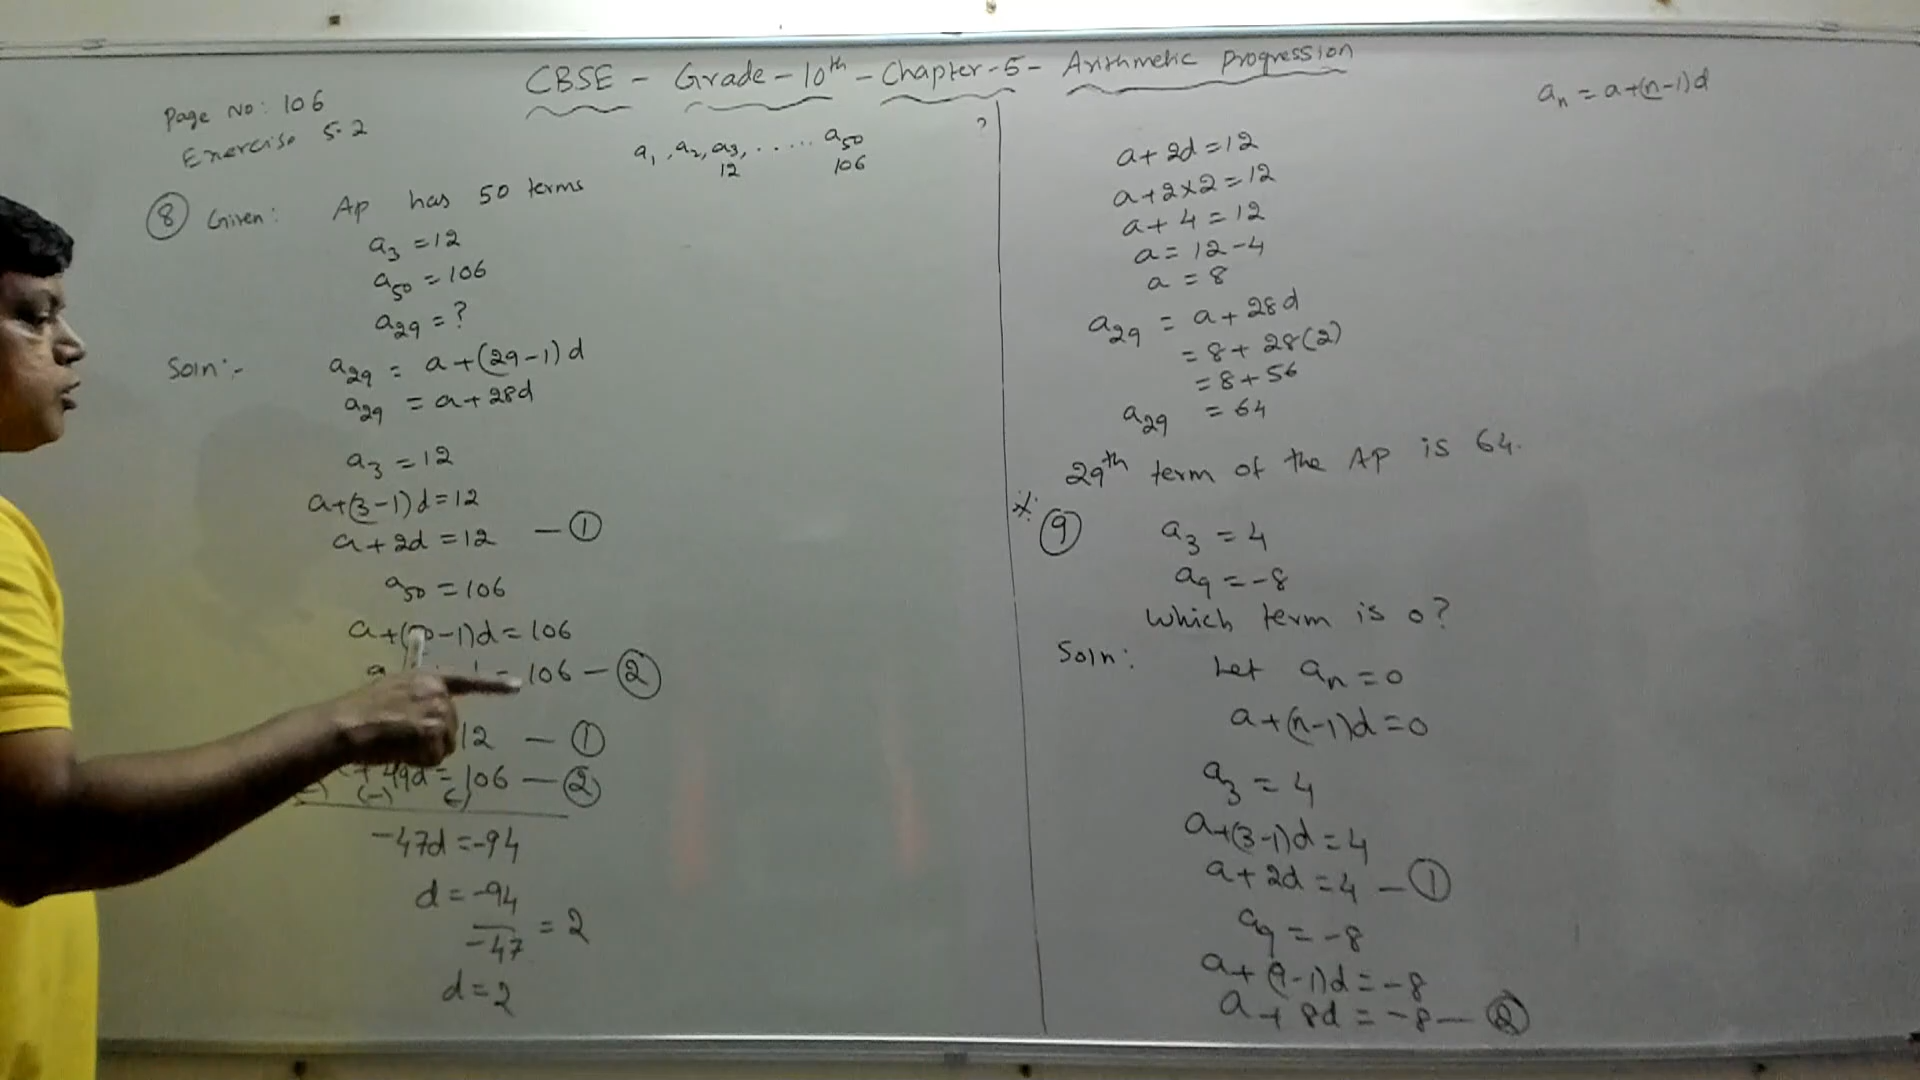 CBSE - Grade - 10th - Chapter - 5 - Arithmetic progression
Page No: 106
Exercise 5.2
a1, a2, a3, ...... a50
12 106
⑧ Given: AP has 50 terms
a3 = 12
a50 = 106
a29 = ?
Soln:- a29 = a+(29-1)d
a29 = a+28d
a3 = 12
a+(3-1)d=12
a+2d=12 — ①
a50 = 106
a+(50-1)d=106
= 106 — ②
12 — ①
+ 49d = 106 — ②
(-) (-) (-)
-47d = -94
d = -94
-47 = 2
d = 2
an = a+(n-1)d
?
a+2d=12
a+2×2=12
a+4=12
a = 12-4
a = 8
a29 = a+28d
= 8+28(2)
= 8+56
a29 = 64
29th term of the AP is 64.
⑨ a3 = 4
a9 = -8
Which term is 0?
Soln: Let an = 0
a+(n-1)d=0
a3 = 4
a+(3-1)d=4
a+2d=4 — ①
a9 = -8
a+(9-1)d=-8
a+8d=-8 — ②